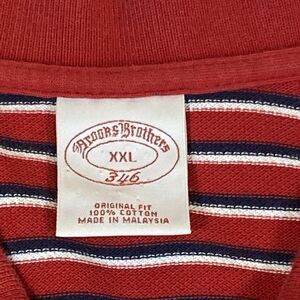 Brooks Brothers
XXL
346
ORIGINAL FIT
100% COTTON
MADE IN MALAYSIA